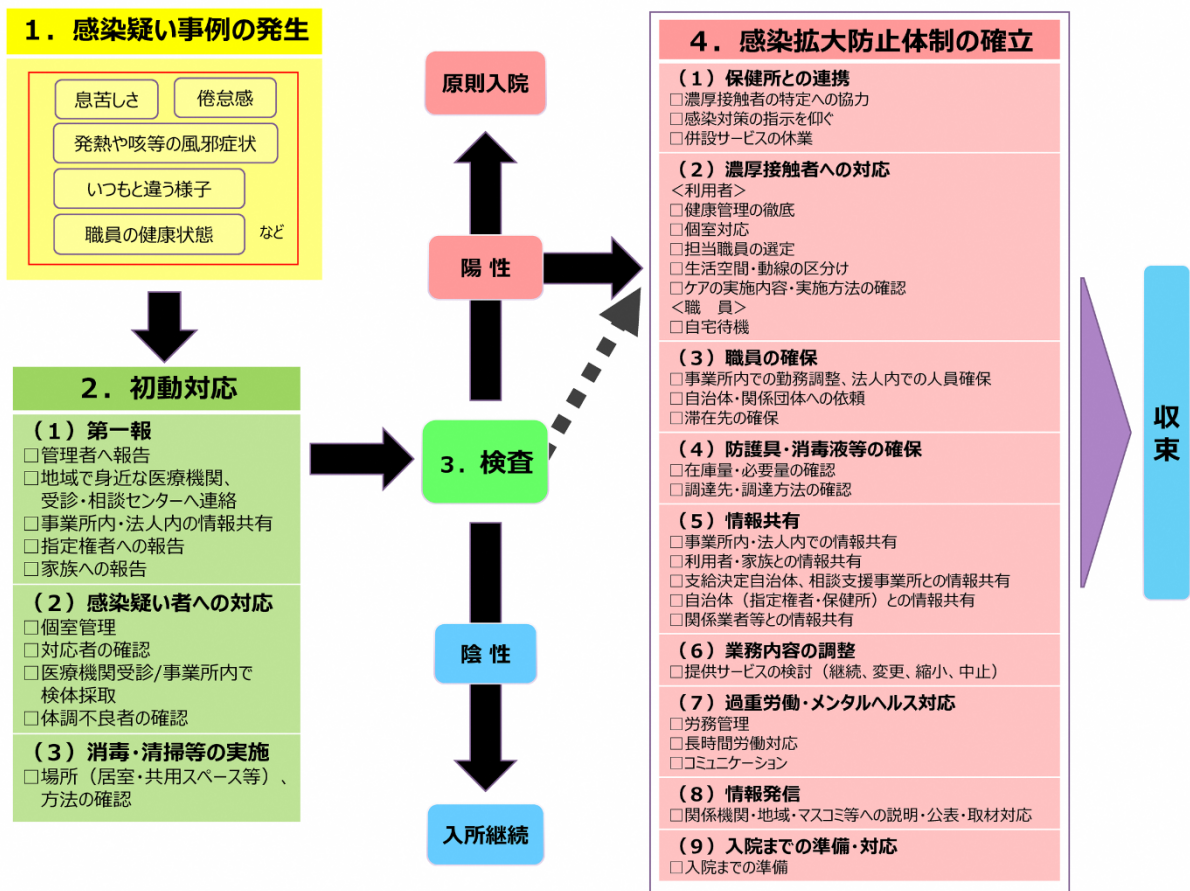 １．感染疑い事例の発生
息苦しさ
倦怠感
発熱や咳等の風邪症状
いつもと違う様子
職員の健康状態
など
２．初動対応
（１）第一報
□管理者へ報告
□地域で身近な医療機関、
受診・相談センターへ連絡
□事業所内・法人内の情報共有
□指定権者への報告
□家族への報告
（２）感染疑い者への対応
□個室管理
□対応者の確認
□医療機関受診/事業所内で
検体採取
□体調不良者の確認
（３）消毒・清掃等の実施
□場所（居室・共用スペース等）、
方法の確認
原則入院
陽 性
３．検査
陰 性
入所継続
４．感染拡大防止体制の確立
（１）保健所との連携
□濃厚接触者の特定への協力
□感染対策の指示を仰ぐ
□併設サービスの休業
（２）濃厚接触者への対応
＜利用者＞
□健康管理の徹底
□個室対応
□担当職員の選定
□生活空間・動線の区分け
□ケアの実施内容・実施方法の確認
＜職　員＞
□自宅待機
（３）職員の確保
□事業所内での勤務調整、法人内での人員確保
□自治体・関係団体への依頼
□滞在先の確保
（４）防護具・消毒液等の確保
□在庫量・必要量の確認
□調達先・調達方法の確認
（５）情報共有
□事業所内・法人内での情報共有
□利用者・家族との情報共有
□支給決定自治体、相談支援事業所との情報共有
□自治体（指定権者・保健所）との情報共有
□関係業者等との情報共有
（６）業務内容の調整
□提供サービスの検討（継続、変更、縮小、中止）
（７）過重労働・メンタルヘルス対応
□労務管理
□長時間労働対応
□コミュニケーション
（８）情報発信
□関係機関・地域・マスコミ等への説明・公表・取材対応
（９）入院までの準備・対応
□入院までの準備
収束